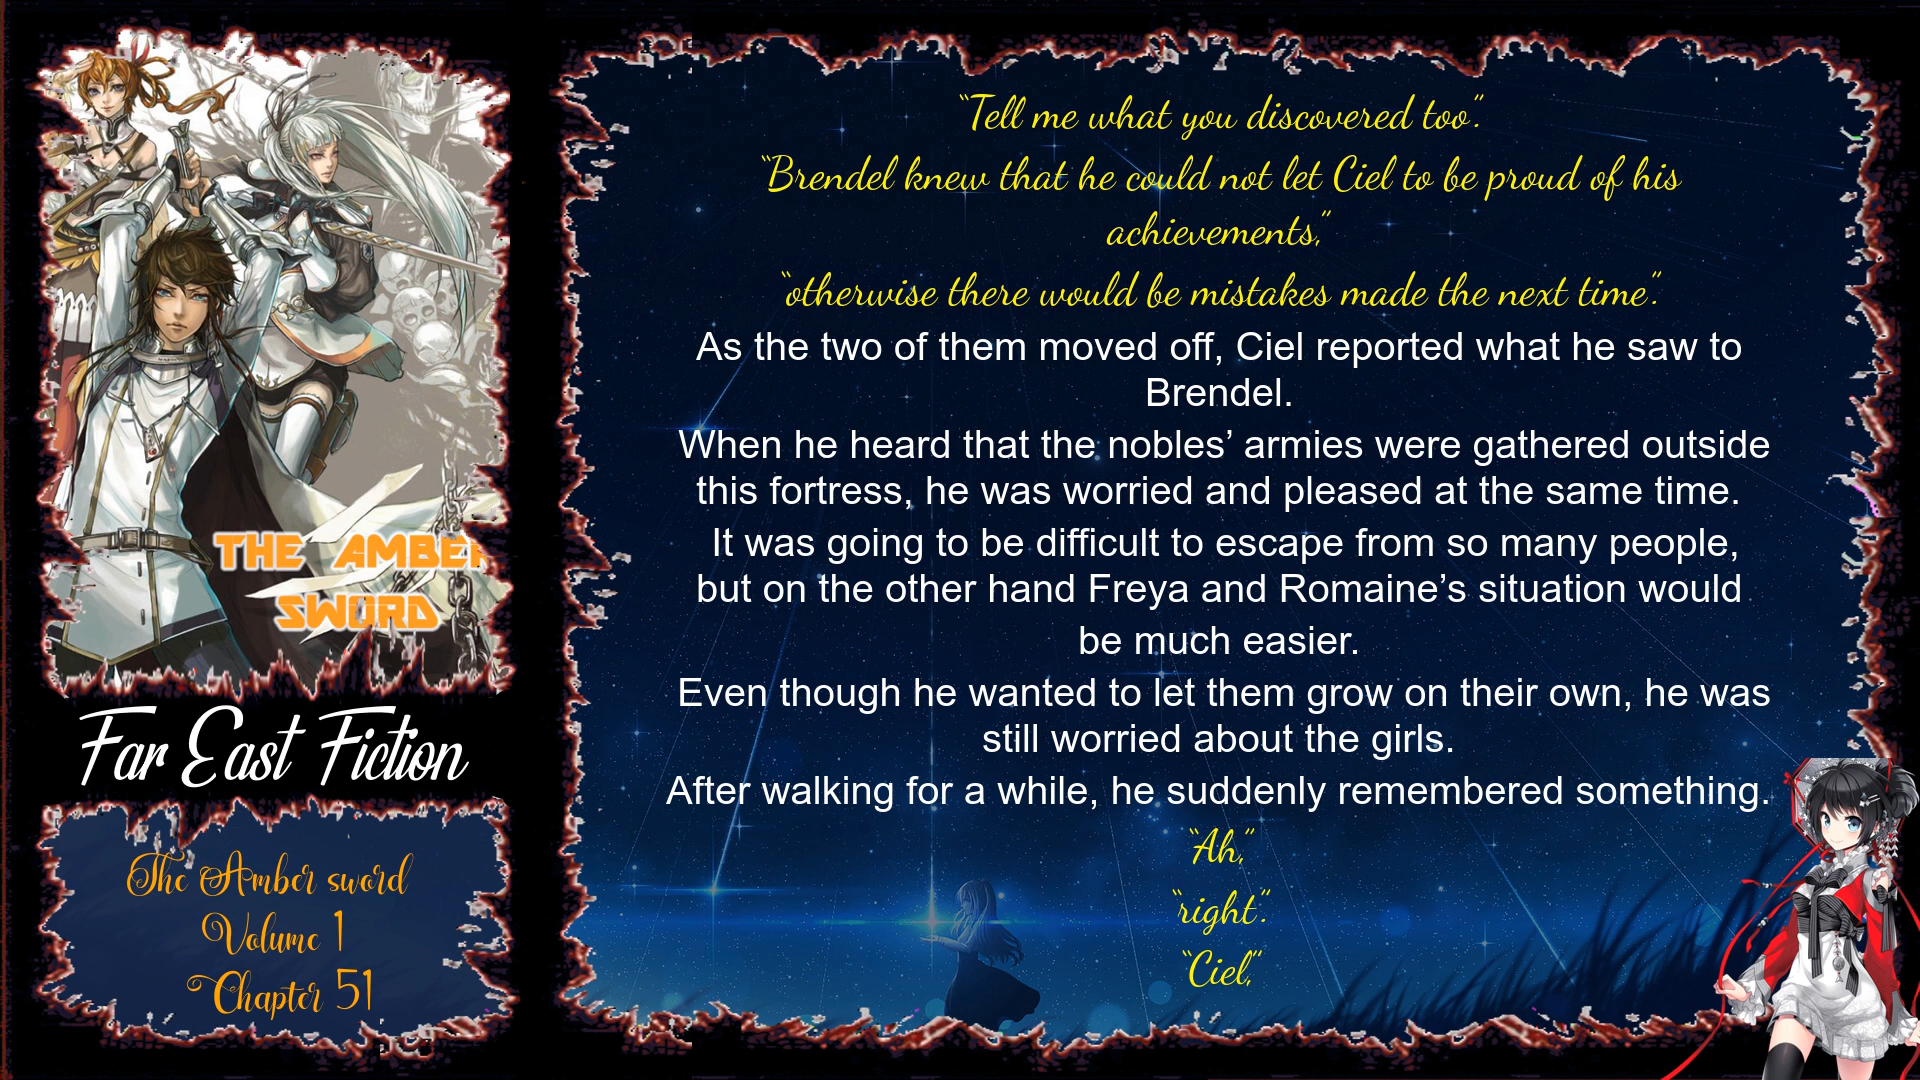 THE AMBER
SWORD
Far East Fiction
The Amber sword
Volume 1
Chapter 51
“Tell me what you discovered too”.
“Brendel knew that he could not let Ciel to be proud of his
achievements,”
“otherwise there would be mistakes made the next time”.
As the two of them moved off, Ciel reported what he saw to
Brendel.
When he heard that the nobles’ armies were gathered outside
this fortress, he was worried and pleased at the same time.
It was going to be difficult to escape from so many people,
but on the other hand Freya and Romaine’s situation would
be much easier.
Even though he wanted to let them grow on their own, he was
still worried about the girls.
After walking for a while, he suddenly remembered something.
“Ah,”
“right”.
“Ciel,”